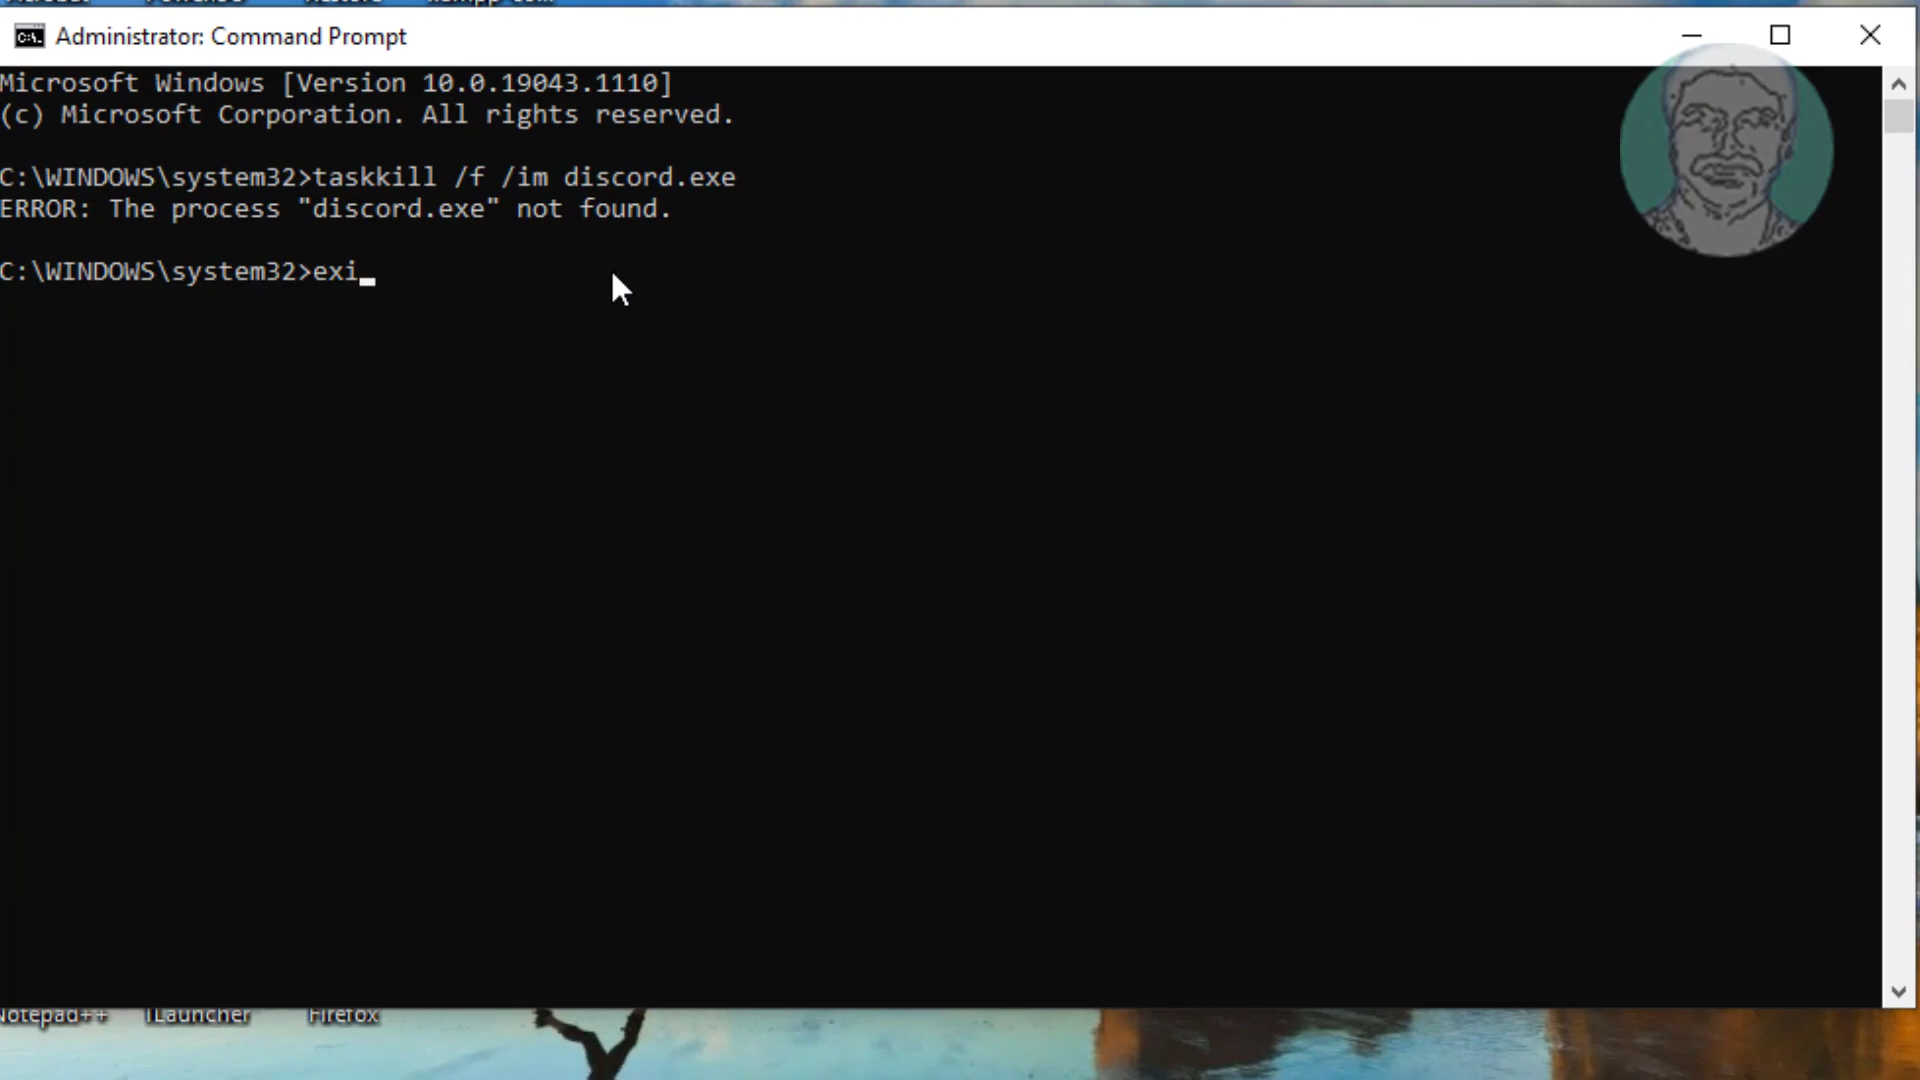 Administrator: Command Prompt
Microsoft Windows [Version 10.0.19043.1110]
(c) Microsoft Corporation. All rights reserved.
C:\WINDOWS\system32>taskkill /f /im discord.exe
ERROR: The process "discord.exe" not found.
C:\WINDOWS\system32>exi
Notepad++ TLauncher Firefox